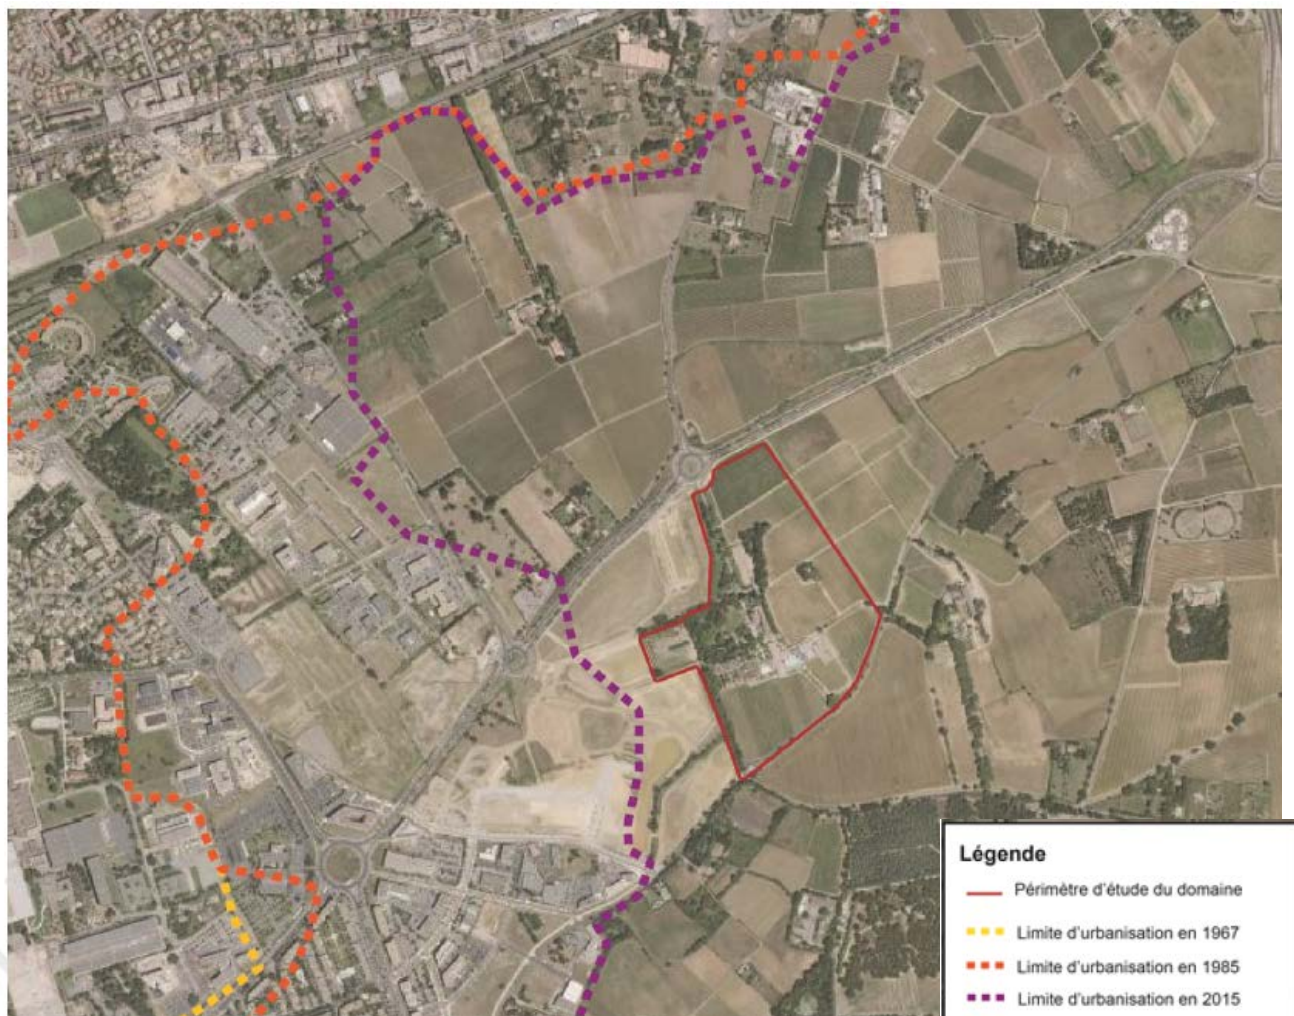 Légende
Périmètre d'étude du domaine
Limite d'urbanisation en 1967
Limite d'urbanisation en 1985
Limite d'urbanisation en 2015